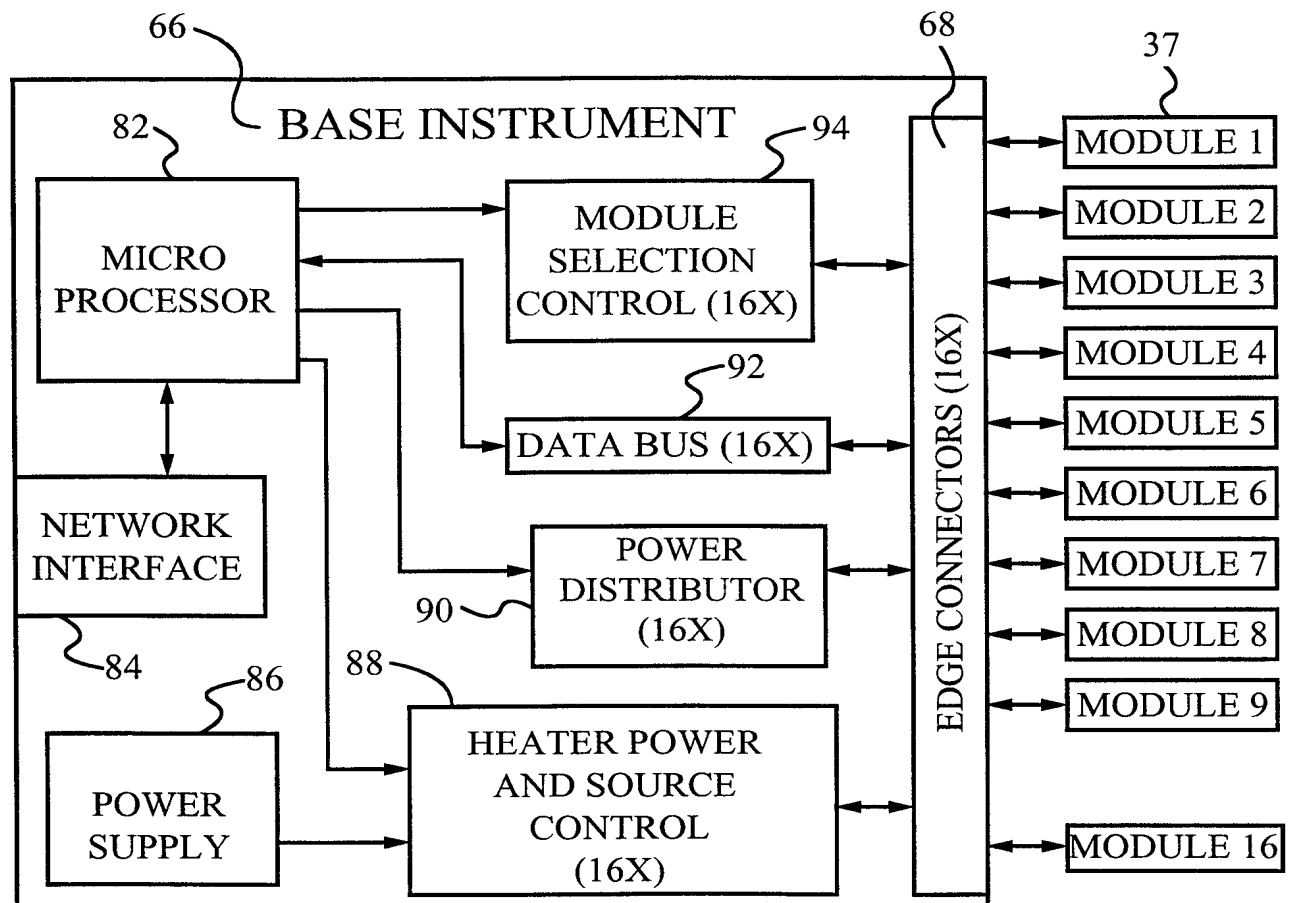 66
68
37
BASE INSTRUMENT
82
94
MICRO
PROCESSOR
MODULE
SELECTION
CONTROL (16X)
92
DATA BUS (16X)
NETWORK
INTERFACE
84
POWER
DISTRIBUTOR
(16X)
90
86
POWER
SUPPLY
88
HEATER POWER
AND SOURCE
CONTROL
(16X)
EDGE CONNECTORS (16X)
MODULE 1
MODULE 2
MODULE 3
MODULE 4
MODULE 5
MODULE 6
MODULE 7
MODULE 8
MODULE 9
MODULE 16